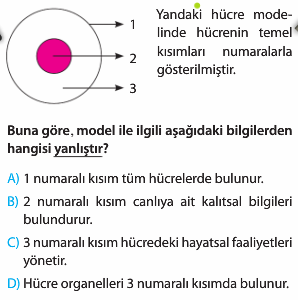 1
2
3
Yandaki hücre mode-
linde hücrenin temel
kısımları numaralarla
gösterilmiştir.
Buna göre, model ile ilgili aşağıdaki bilgilerden
hangisi yanlıştır?
A) 1 numaralı kısım tüm hücrelerde bulunur.
B) 2 numaralı kısım canlıya ait kalıtsal bilgileri
bulundurur.
C) 3 numaralı kısım hücredeki hayatsal faaliyetleri
yönetir.
D) Hücre organelleri 3 numaralı kısımda bulunur.